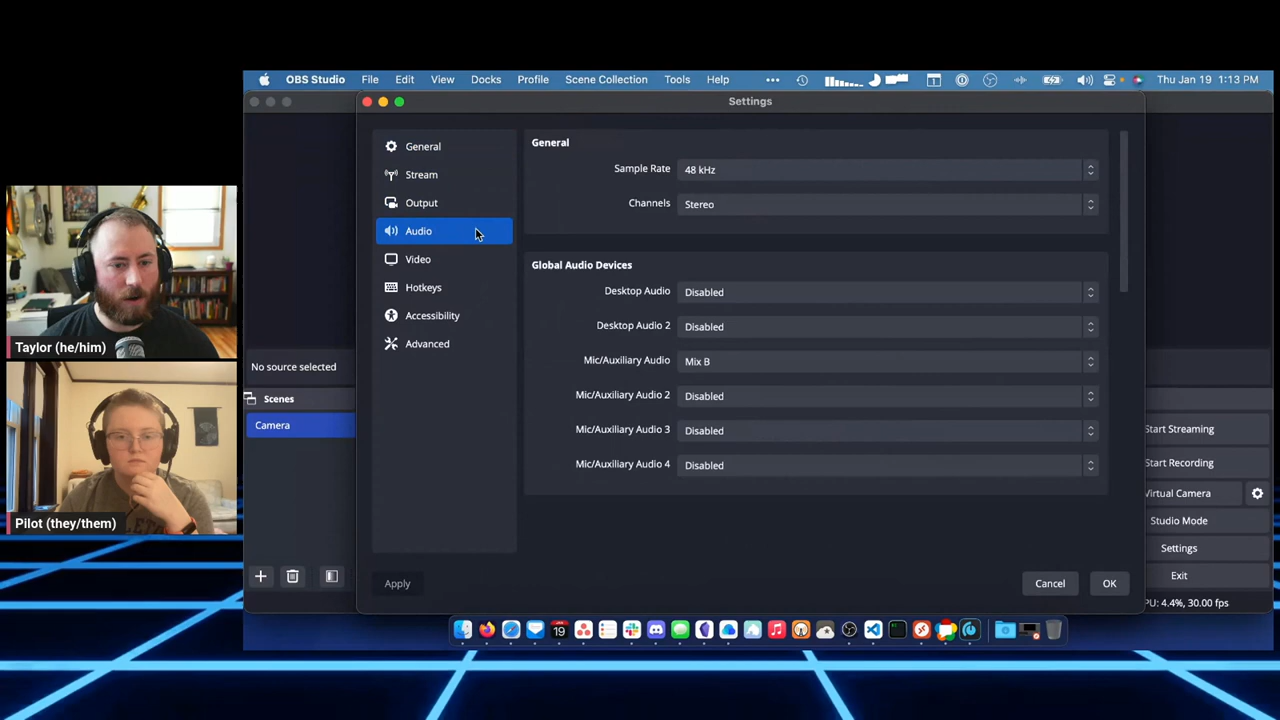 OBS Studio File Edit View Docks Profile Scene Collection Tools Help Thu Jan 19 1:13 PM
Settings
General
Stream
Output
Audio
Video
Hotkeys
Accessibility
Advanced
General
Sample Rate 48 kHz
Channels Stereo
Global Audio Devices
Desktop Audio Disabled
Desktop Audio 2 Disabled
Mic/Auxiliary Audio Mix B
Mic/Auxiliary Audio 2 Disabled
Mic/Auxiliary Audio 3 Disabled
Mic/Auxiliary Audio 4 Disabled
Apply
Cancel OK
Taylor (he/him)
Pilot (they/them)
No source selected
Scenes
Camera
Start Streaming
Start Recording
Virtual Camera
Studio Mode
Settings
Exit
PU: 4.4%, 30.00 fps
19